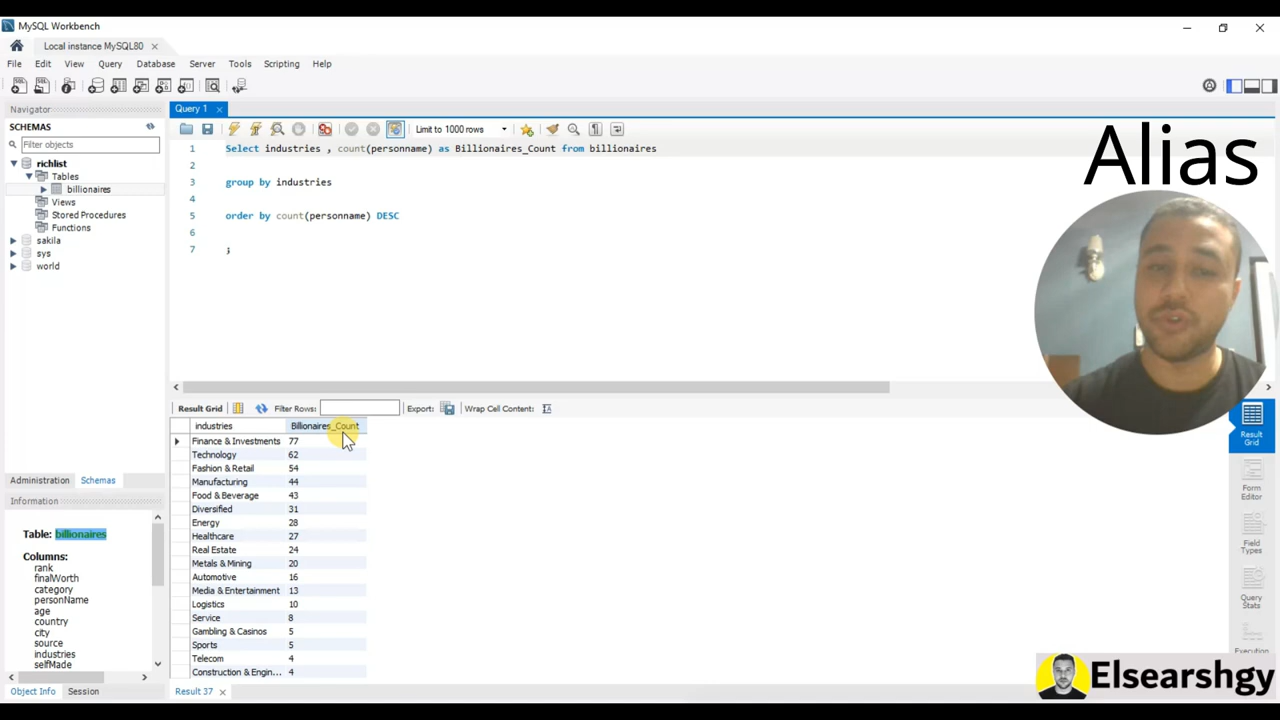 MySQL Workbench
Local instance MySQL80
File Edit View Query Database Server Tools Scripting Help
Navigator
SCHEMAS
Filter objects
richlist
Tables
billionaires
Views
Stored Procedures
Functions
sakila
sys
world
Administration Schemas
Information
Table: billionaires
Columns:
rank
finalWorth
category
personName
age
country
city
source
industries
selfMade
Object Info Session
Query 1
Limit to 1000 rows
1 Select industries , count(personname) as Billionaires_Count from billionaires
2
3 group by industries
4
5 order by count(personname) DESC
6
7 ;
Result Grid Filter Rows: Export: Wrap Cell Content:
industries Billionaires_Count
Finance & Investments 77
Technology 62
Fashion & Retail 54
Manufacturing 44
Food & Beverage 43
Diversified 31
Energy 28
Healthcare 27
Real Estate 24
Metals & Mining 20
Automotive 16
Media & Entertainment 13
Logistics 10
Service 8
Gambling & Casinos 5
Sports 5
Telecom 4
Construction & Engin... 4
Result 37
Alias
Result
Grid
Form
Editor
Field
Types
Query
Stats
Execution
Elsearshgy